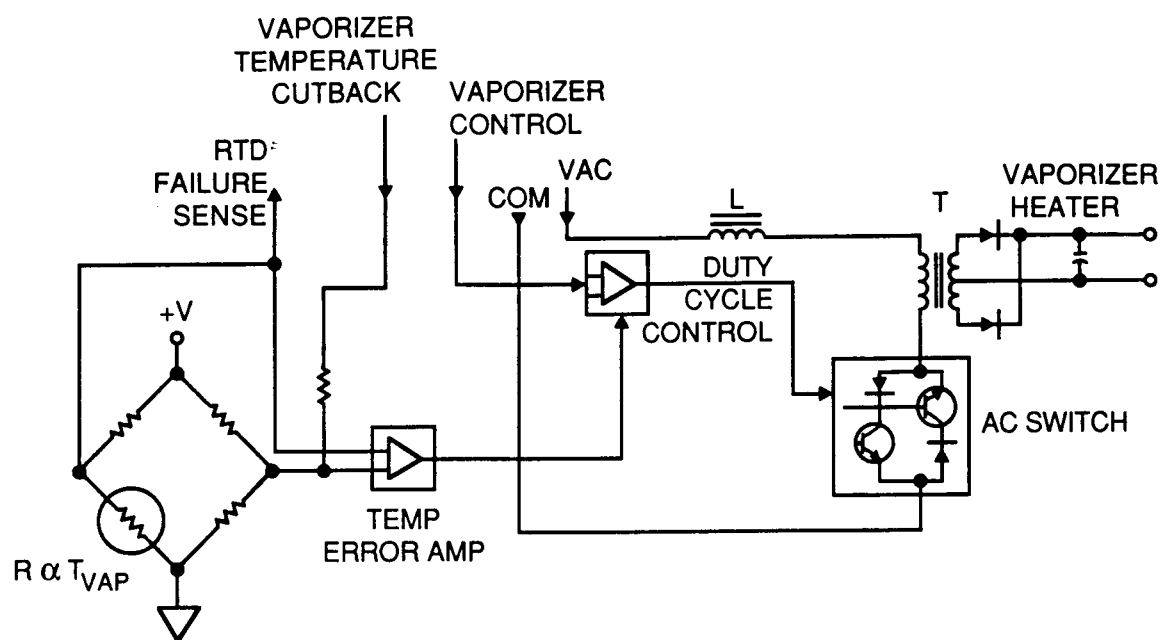 VAPORIZER
TEMPERATURE
CUTBACK
VAPORIZER
CONTROL
RTD
FAILURE
SENSE
COM
VAC
L
T
VAPORIZER
HEATER
DUTY
CYCLE
CONTROL
+V
AC SWITCH
TEMP
ERROR AMP
R α TVAP